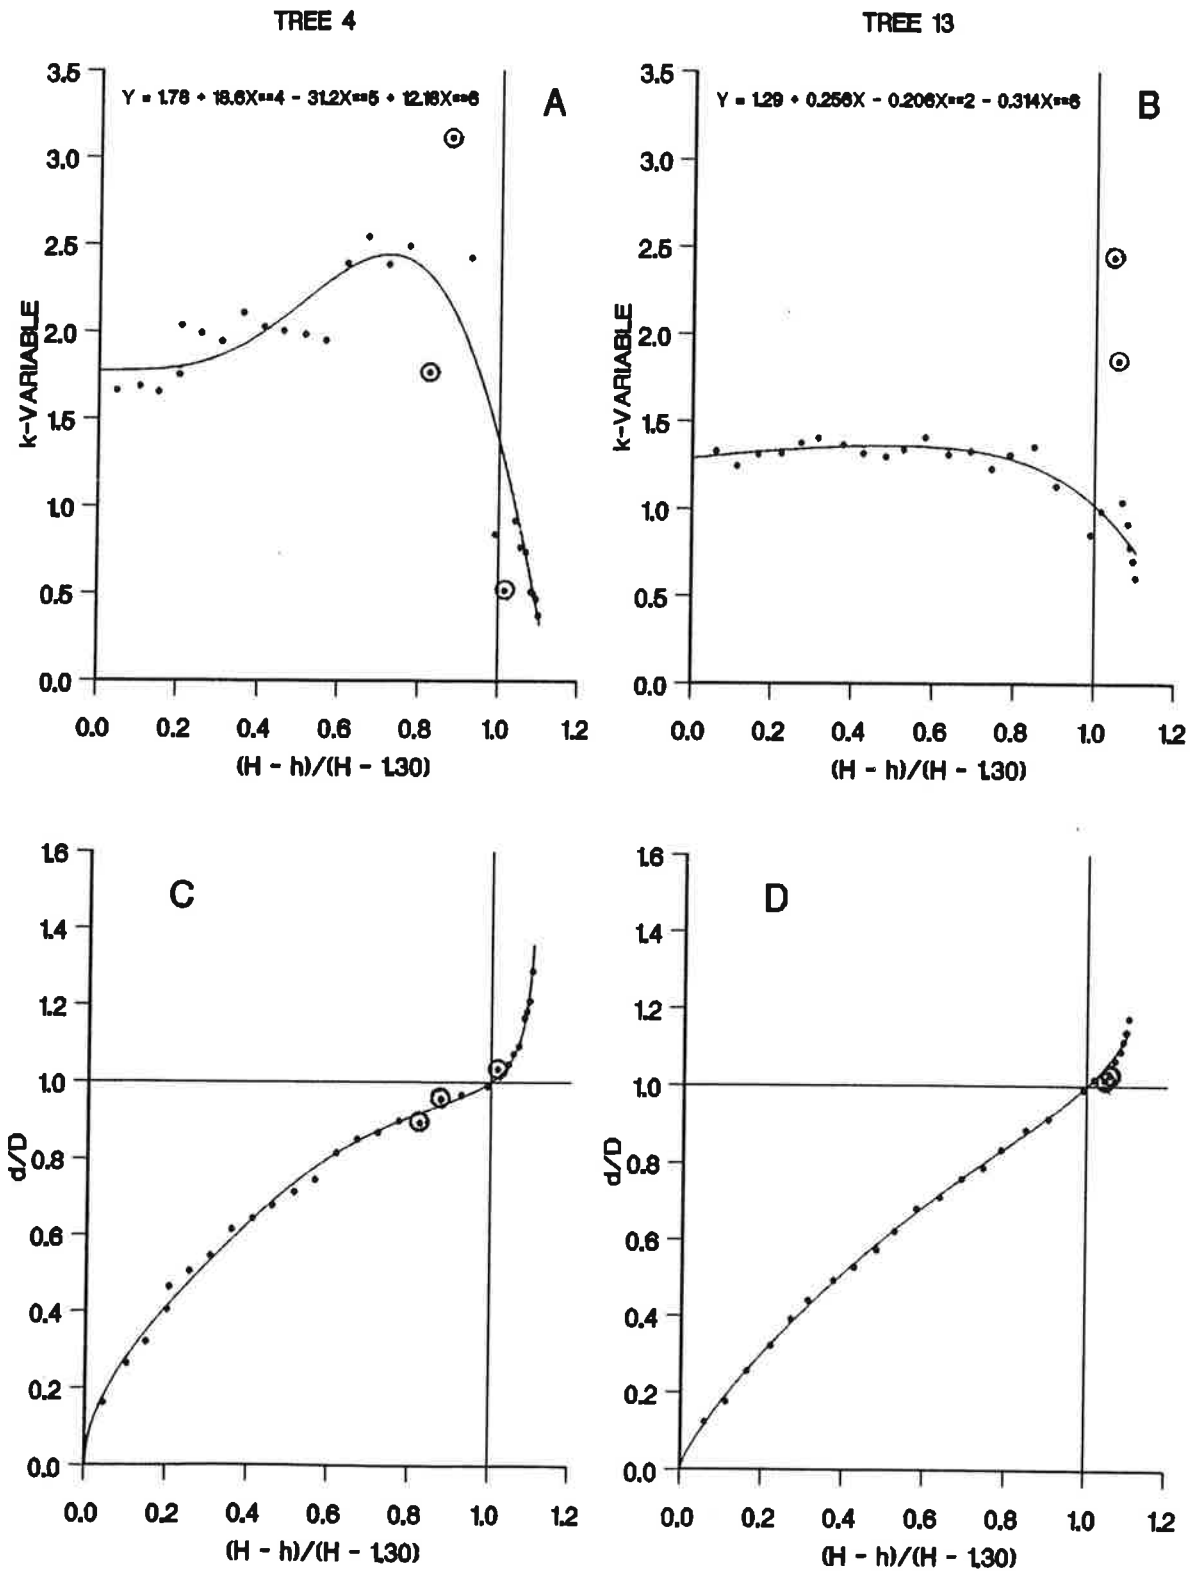 TREE 4
TREE 13
3.5
3.0
2.5
2.0
1.5
1.0
0.5
0.0
k-VARIABLE
Y = 1.78 + 18.6X**4 - 31.2X**5 + 12.16X**6
A
0.0 0.2 0.4 0.6 0.8 1.0 1.2
(H - h)/(H - 1.30)
3.5
3.0
2.5
2.0
1.5
1.0
0.5
0.0
k-VARIABLE
Y = 1.29 + 0.256X - 0.206X**2 - 0.314X**6
B
0.0 0.2 0.4 0.6 0.8 1.0 1.2
(H - h)/(H - 1.30)
1.6
1.4
1.2
1.0
0.8
0.6
0.4
0.2
0.0
d/D
C
0.0 0.2 0.4 0.6 0.8 1.0 1.2
(H - h)/(H - 1.30)
1.6
1.4
1.2
1.0
0.8
0.6
0.4
0.2
0.0
d/D
D
0.0 0.2 0.4 0.6 0.8 1.0 1.2
(H - h)/(H - 1.30)